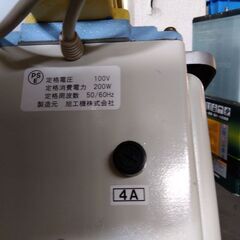 PS
E
定格電圧 100V
定格消費電力 200W
定格周波数 50/60Hz
製造元 旭工機株式会社
4A